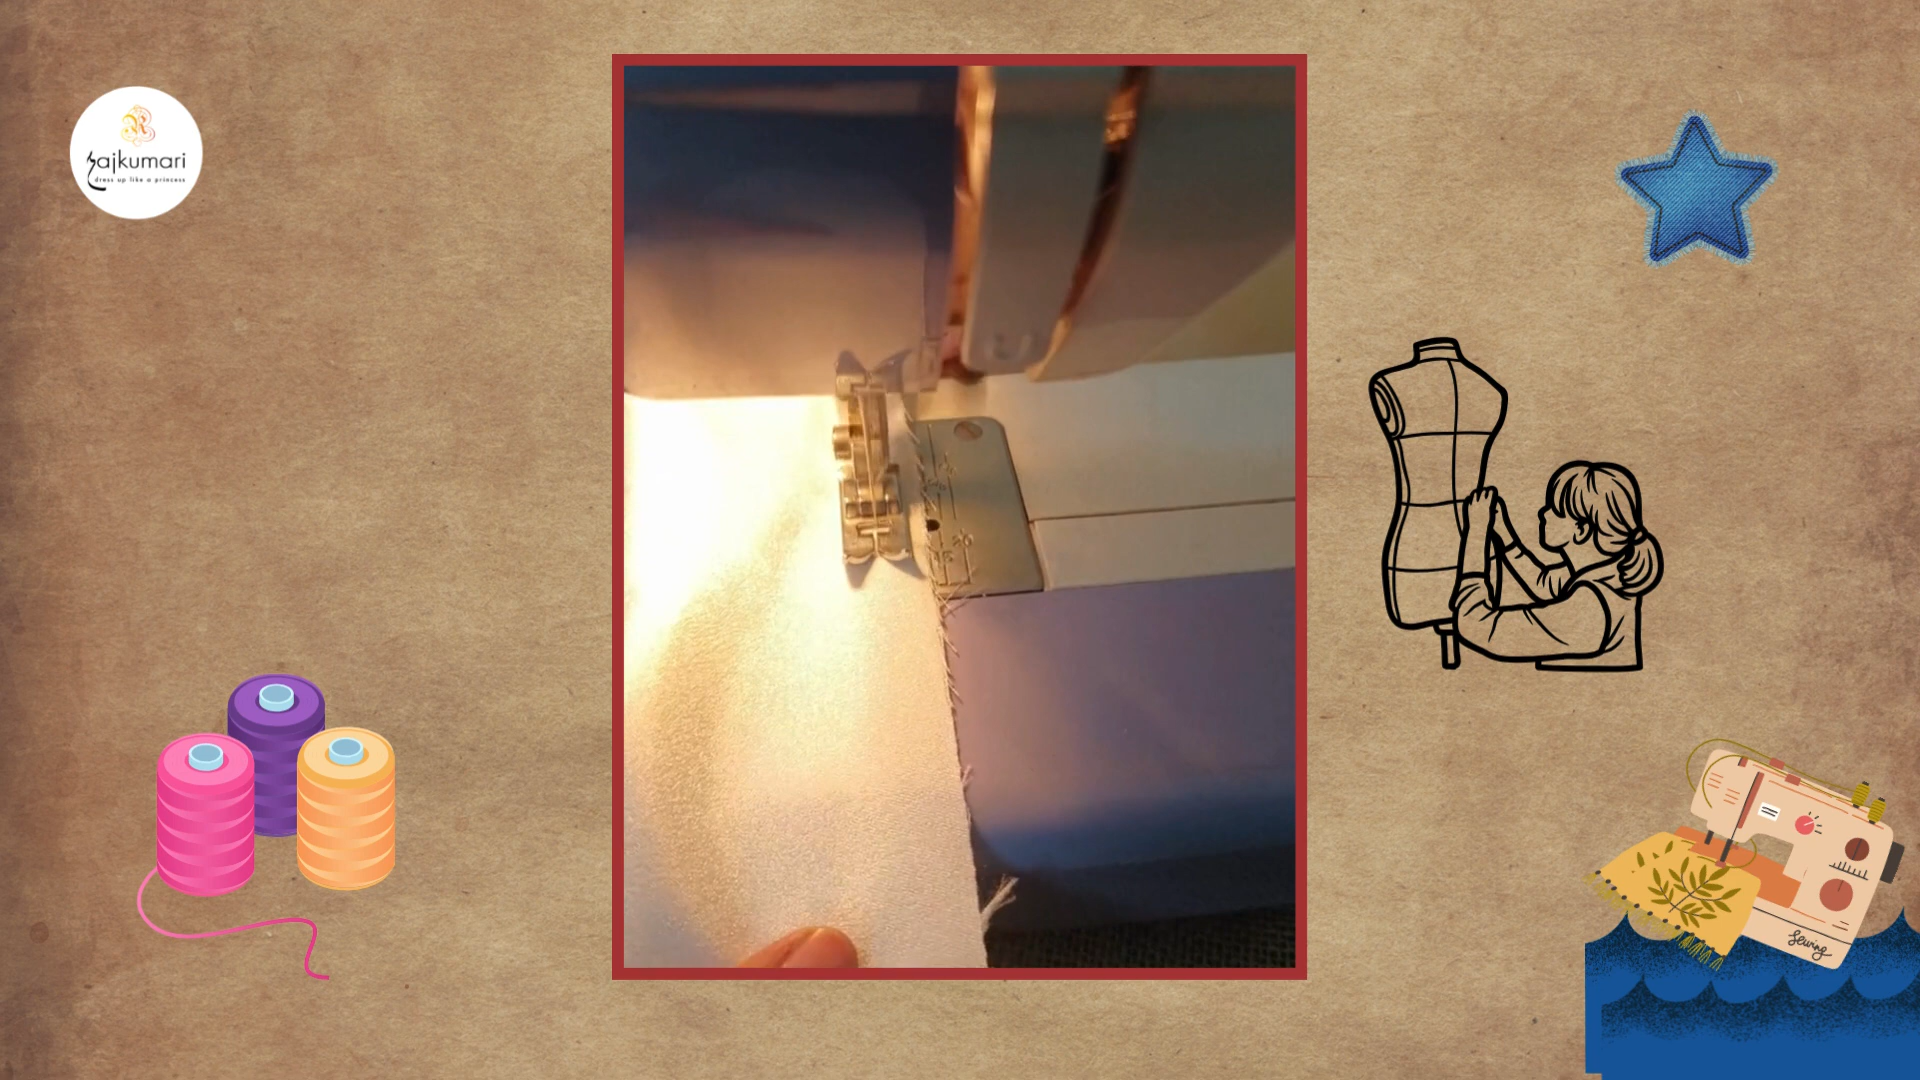 R
Rajkumari
dress up like a princess
Sewing